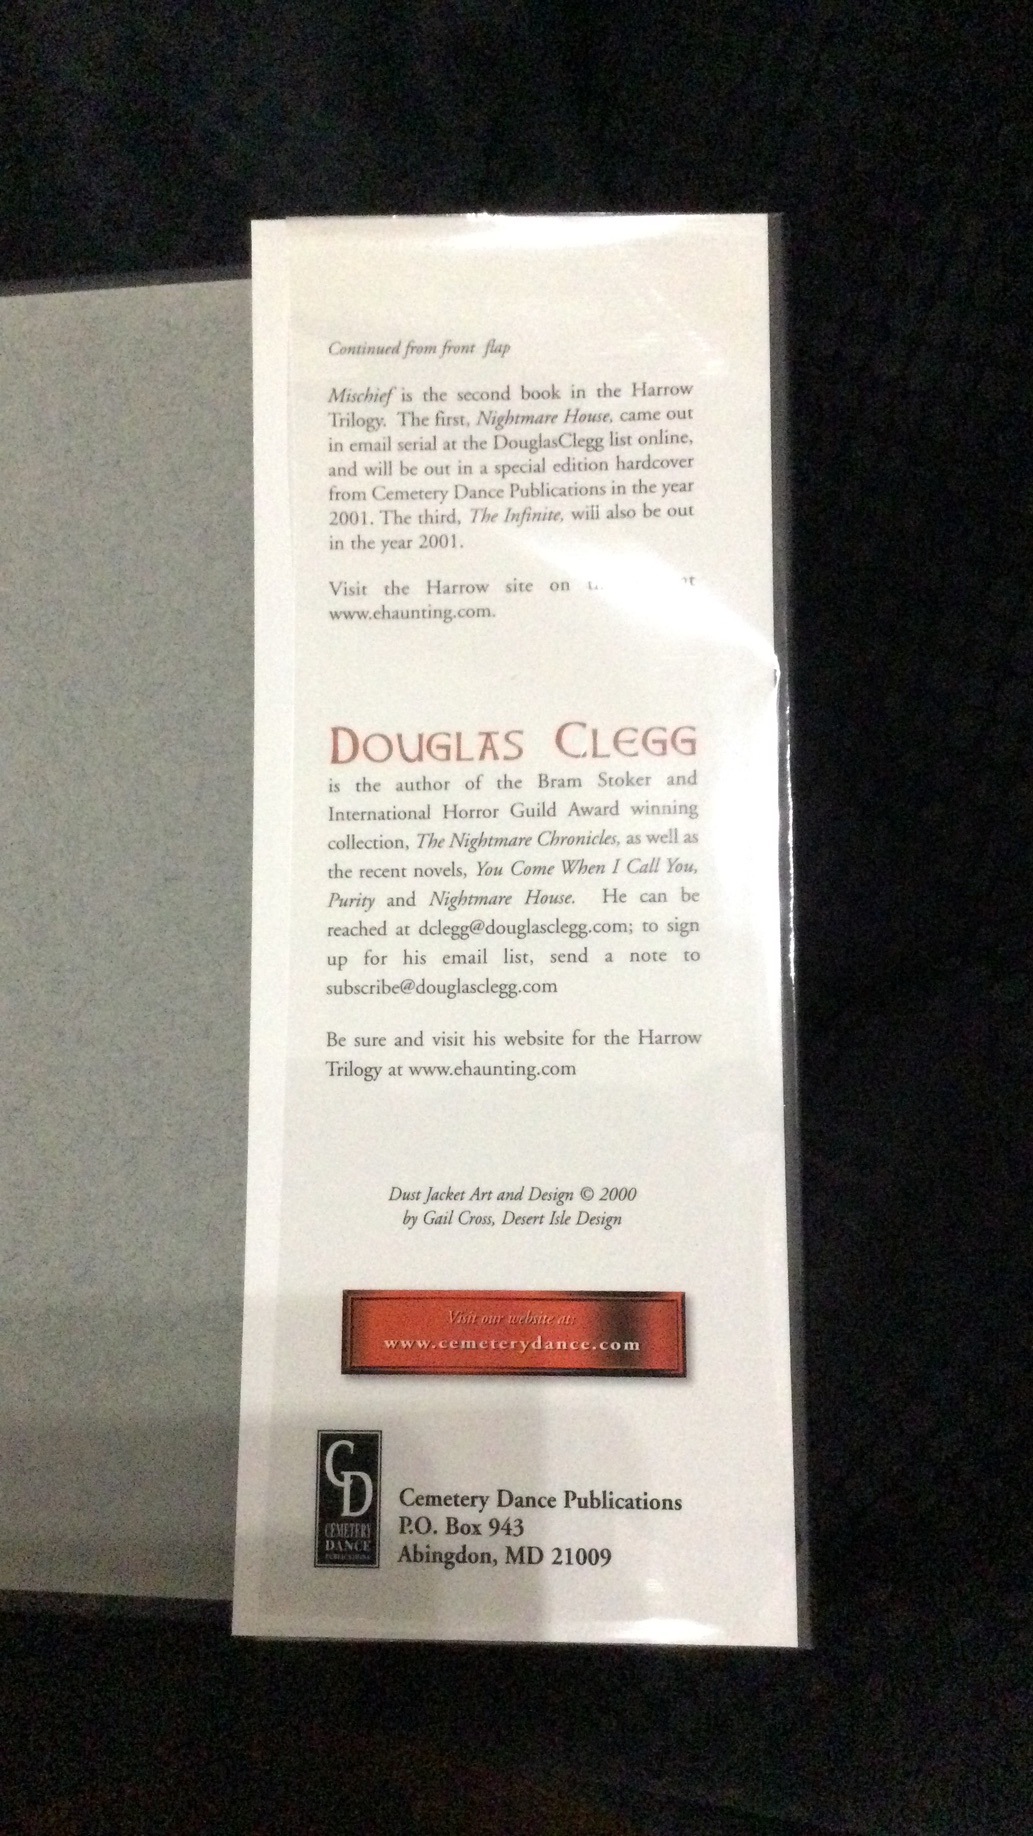 Continued from front flap
Mischief is the second book in the Harrow
Trilogy. The first, Nightmare House, came out
in email serial at the DouglasClegg list online,
and will be out in a special edition hardcover
from Cemetery Dance Publications in the year
2001. The third, The Infinite, will also be out
in the year 2001.
Visit the Harrow site on
www.ehaunting.com.
DOUGLAS CLEGG
is the author of the Bram Stoker and
International Horror Guild Award winning
collection, The Nightmare Chronicles, as well as
the recent novels, You Come When I Call You,
Purity and Nightmare House. He can be
reached at dclegg@douglasclegg.com; to sign
up for his email list, send a note to
subscribe@douglasclegg.com
Be sure and visit his website for the Harrow
Trilogy at www.ehaunting.com
Dust Jacket Art and Design © 2000
by Gail Cross, Desert Isle Design
Visit our website at:
www.cemeterydance.com
CD
CEMETERY
DANCE
PUBLICATIONS
Cemetery Dance Publications
P.O. Box 943
Abingdon, MD 21009